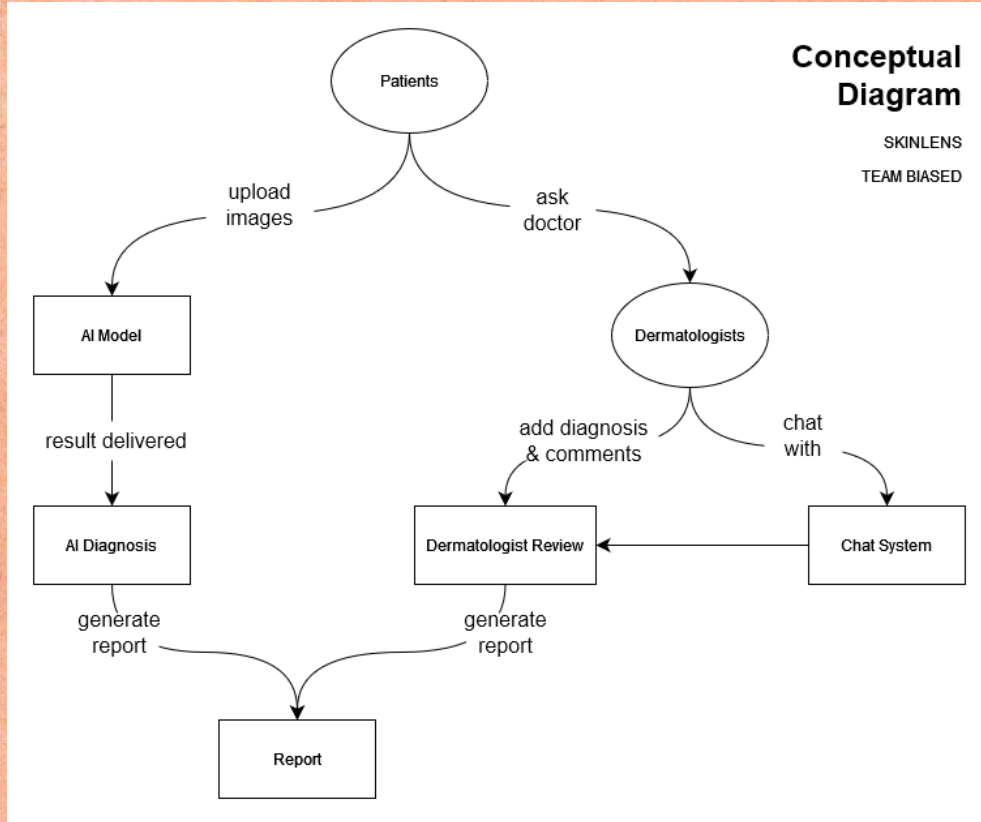 Conceptual
Diagram
SKINLENS
TEAM BIASED
Patients
upload
images
ask
doctor
AI Model
Dermatologists
result delivered
add diagnosis
& comments
chat
with
AI Diagnosis
Dermatologist Review
Chat System
generate
report
generate
report
Report